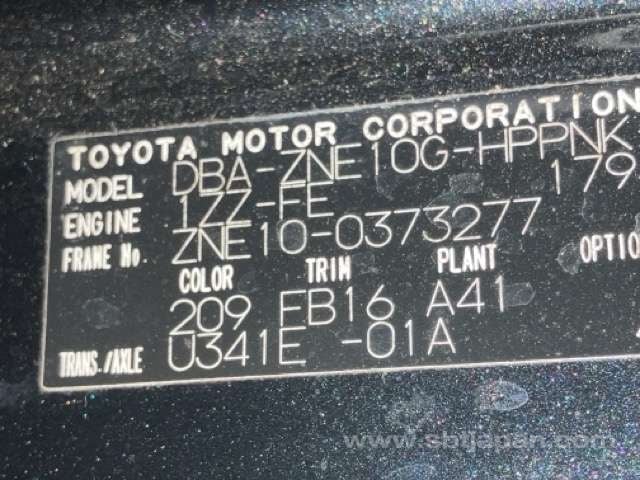 TOYOTA MOTOR CORPORATION
MODEL DBA-ZNE10G-HPPNK
ENGINE 1ZZ-FE 179
FRAME No. ZNE10-0373277
COLOR TRIM PLANT OPTIO
209 FB16 A41
TRANS./AXLE U341E -01A
www.sbtjapan.com